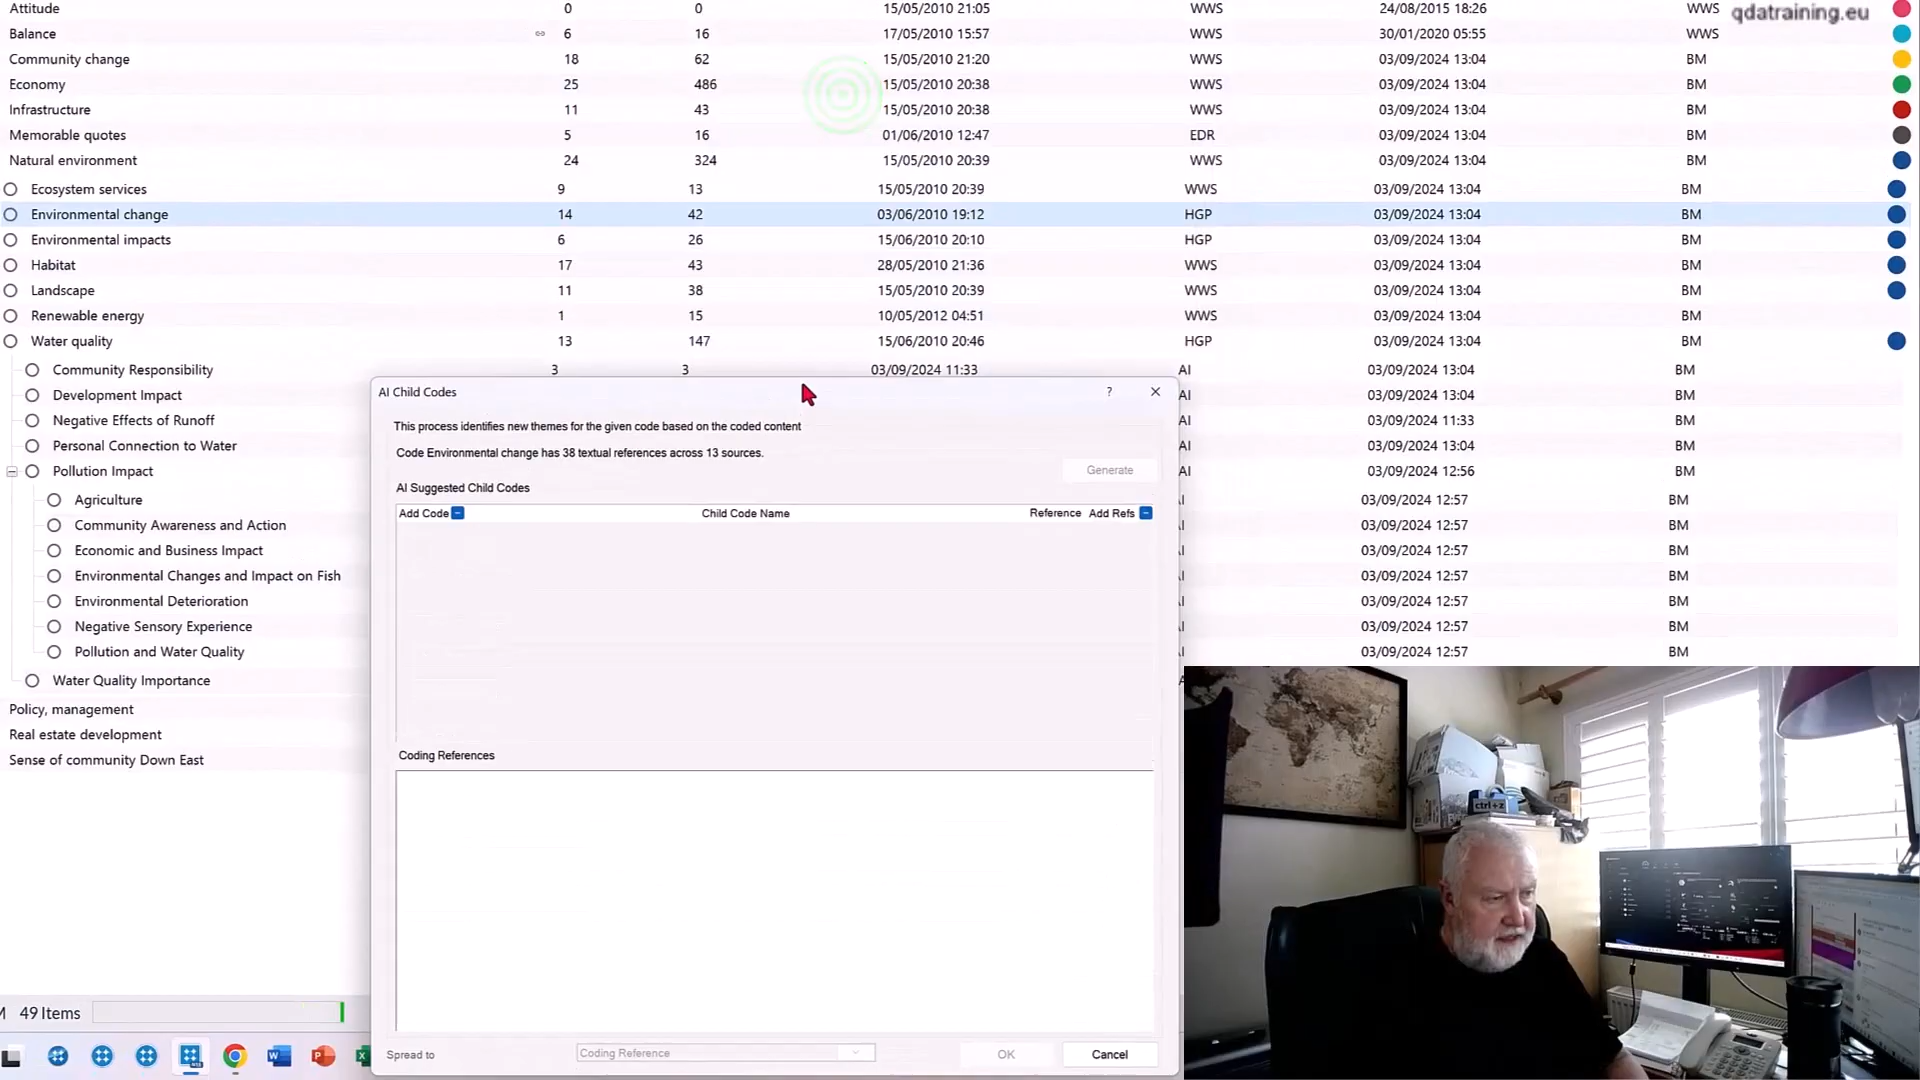 Attitude 0 0 15/05/2010 21:05 WWS 24/08/2015 18:26 WWS
qdatraining.eu
Balance 6 16 17/05/2010 15:57 WWS 30/01/2020 05:55 WWS
Community change 18 62 15/05/2010 21:20 WWS 03/09/2024 13:04 BM
Economy 25 486 15/05/2010 20:38 WWS 03/09/2024 13:04 BM
Infrastructure 11 43 15/05/2010 20:38 WWS 03/09/2024 13:04 BM
Memorable quotes 5 16 01/06/2010 12:47 EDR 03/09/2024 13:04 BM
Natural environment 24 324 15/05/2010 20:39 WWS 03/09/2024 13:04 BM
Ecosystem services 9 13 15/05/2010 20:39 WWS 03/09/2024 13:04 BM
Environmental change 14 42 03/06/2010 19:12 HGP 03/09/2024 13:04 BM
Environmental impacts 6 26 15/06/2010 20:10 HGP 03/09/2024 13:04 BM
Habitat 17 43 28/05/2010 21:36 WWS 03/09/2024 13:04 BM
Landscape 11 38 15/05/2010 20:39 WWS 03/09/2024 13:04 BM
Renewable energy 1 15 10/05/2012 04:51 WWS 03/09/2024 13:04 BM
Water quality 13 147 15/06/2010 20:46 HGP 03/09/2024 13:04 BM
Community Responsibility 3 3 03/09/2024 11:33 AI 03/09/2024 13:04 BM
Development Impact AI 03/09/2024 13:04 BM
Negative Effects of Runoff AI 03/09/2024 11:33 BM
Personal Connection to Water AI 03/09/2024 13:04 BM
Pollution Impact AI 03/09/2024 12:56 BM
Agriculture 03/09/2024 12:57 BM
Community Awareness and Action 03/09/2024 12:57 BM
Economic and Business Impact 03/09/2024 12:57 BM
Environmental Changes and Impact on Fish 03/09/2024 12:57 BM
Environmental Deterioration 03/09/2024 12:57 BM
Negative Sensory Experience 03/09/2024 12:57 BM
Pollution and Water Quality 03/09/2024 12:57 BM
Water Quality Importance
Policy, management
Real estate development
Sense of community Down East
AI Child Codes ?
This process identifies new themes for the given code based on the coded content
Code Environmental change has 38 textual references across 13 sources.
Generate
AI Suggested Child Codes
Add Code Child Code Name Reference Add Refs
Coding References
Spread to Coding Reference OK Cancel
49 Items
ctrl+z